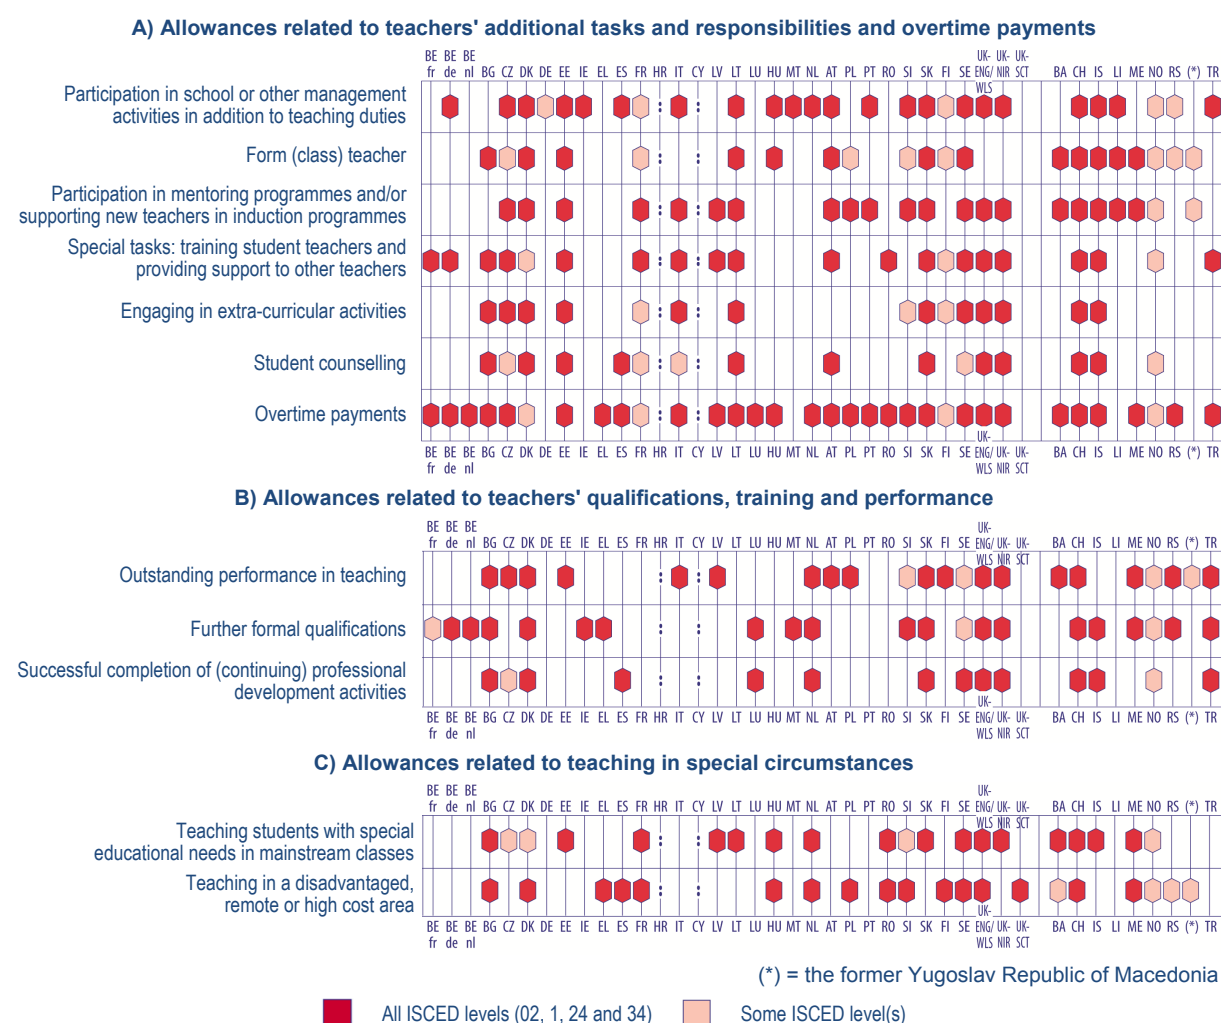 A) Allowances related to teachers' additional tasks and responsibilities and overtime payments
BE BE BE UK- UK- UK-
fr de nl BG CZ DK DE EE IE EL ES FR HR IT CY LV LT LU HU MT NL AT PL PT RO SI SK FI SE ENG/ NIR SCT BA CH IS LI ME NO RS (*) TR
WLS
Participation in school or other management
activities in addition to teaching duties
Form (class) teacher
Participation in mentoring programmes and/or
supporting new teachers in induction programmes
Special tasks: training student teachers and
providing support to other teachers
Engaging in extra-curricular activities
Student counselling
Overtime payments
UK-
BE BE BE BG CZ DK DE EE IE EL ES FR HR IT CY LV LT LU HU MT NL AT PL PT RO SI SK FI SE ENG/ UK- UK- BA CH IS LI ME NO RS (*) TR
fr de nl WLS NIR SCT
B) Allowances related to teachers' qualifications, training and performance
BE BE BE UK-
fr de nl BG CZ DK DE EE IE EL ES FR HR IT CY LV LT LU HU MT NL AT PL PT RO SI SK FI SE ENG/ UK- UK- BA CH IS LI ME NO RS (*) TR
WLS NIR SCT
Outstanding performance in teaching
Further formal qualifications
Successful completion of (continuing) professional
development activities
UK-
BE BE BE BG CZ DK DE EE IE EL ES FR HR IT CY LV LT LU HU MT NL AT PL PT RO SI SK FI SE ENG/ UK- UK- BA CH IS LI ME NO RS (*) TR
fr de nl WLS NIR SCT
C) Allowances related to teaching in special circumstances
BE BE BE UK-
fr de nl BG CZ DK DE EE IE EL ES FR HR IT CY LV LT LU HU MT NL AT PL PT RO SI SK FI SE ENG/ UK- UK- BA CH IS LI ME NO RS (*) TR
WLS NIR SCT
Teaching students with special
educational needs in mainstream classes
Teaching in a disadvantaged,
remote or high cost area
UK-
BE BE BE BG CZ DK DE EE IE EL ES FR HR IT CY LV LT LU HU MT NL AT PL PT RO SI SK FI SE ENG/ UK- UK- BA CH IS LI ME NO RS (*) TR
fr de nl WLS NIR SCT
(*) = the former Yugoslav Republic of Macedonia
All ISCED levels (02, 1, 24 and 34) Some ISCED level(s)